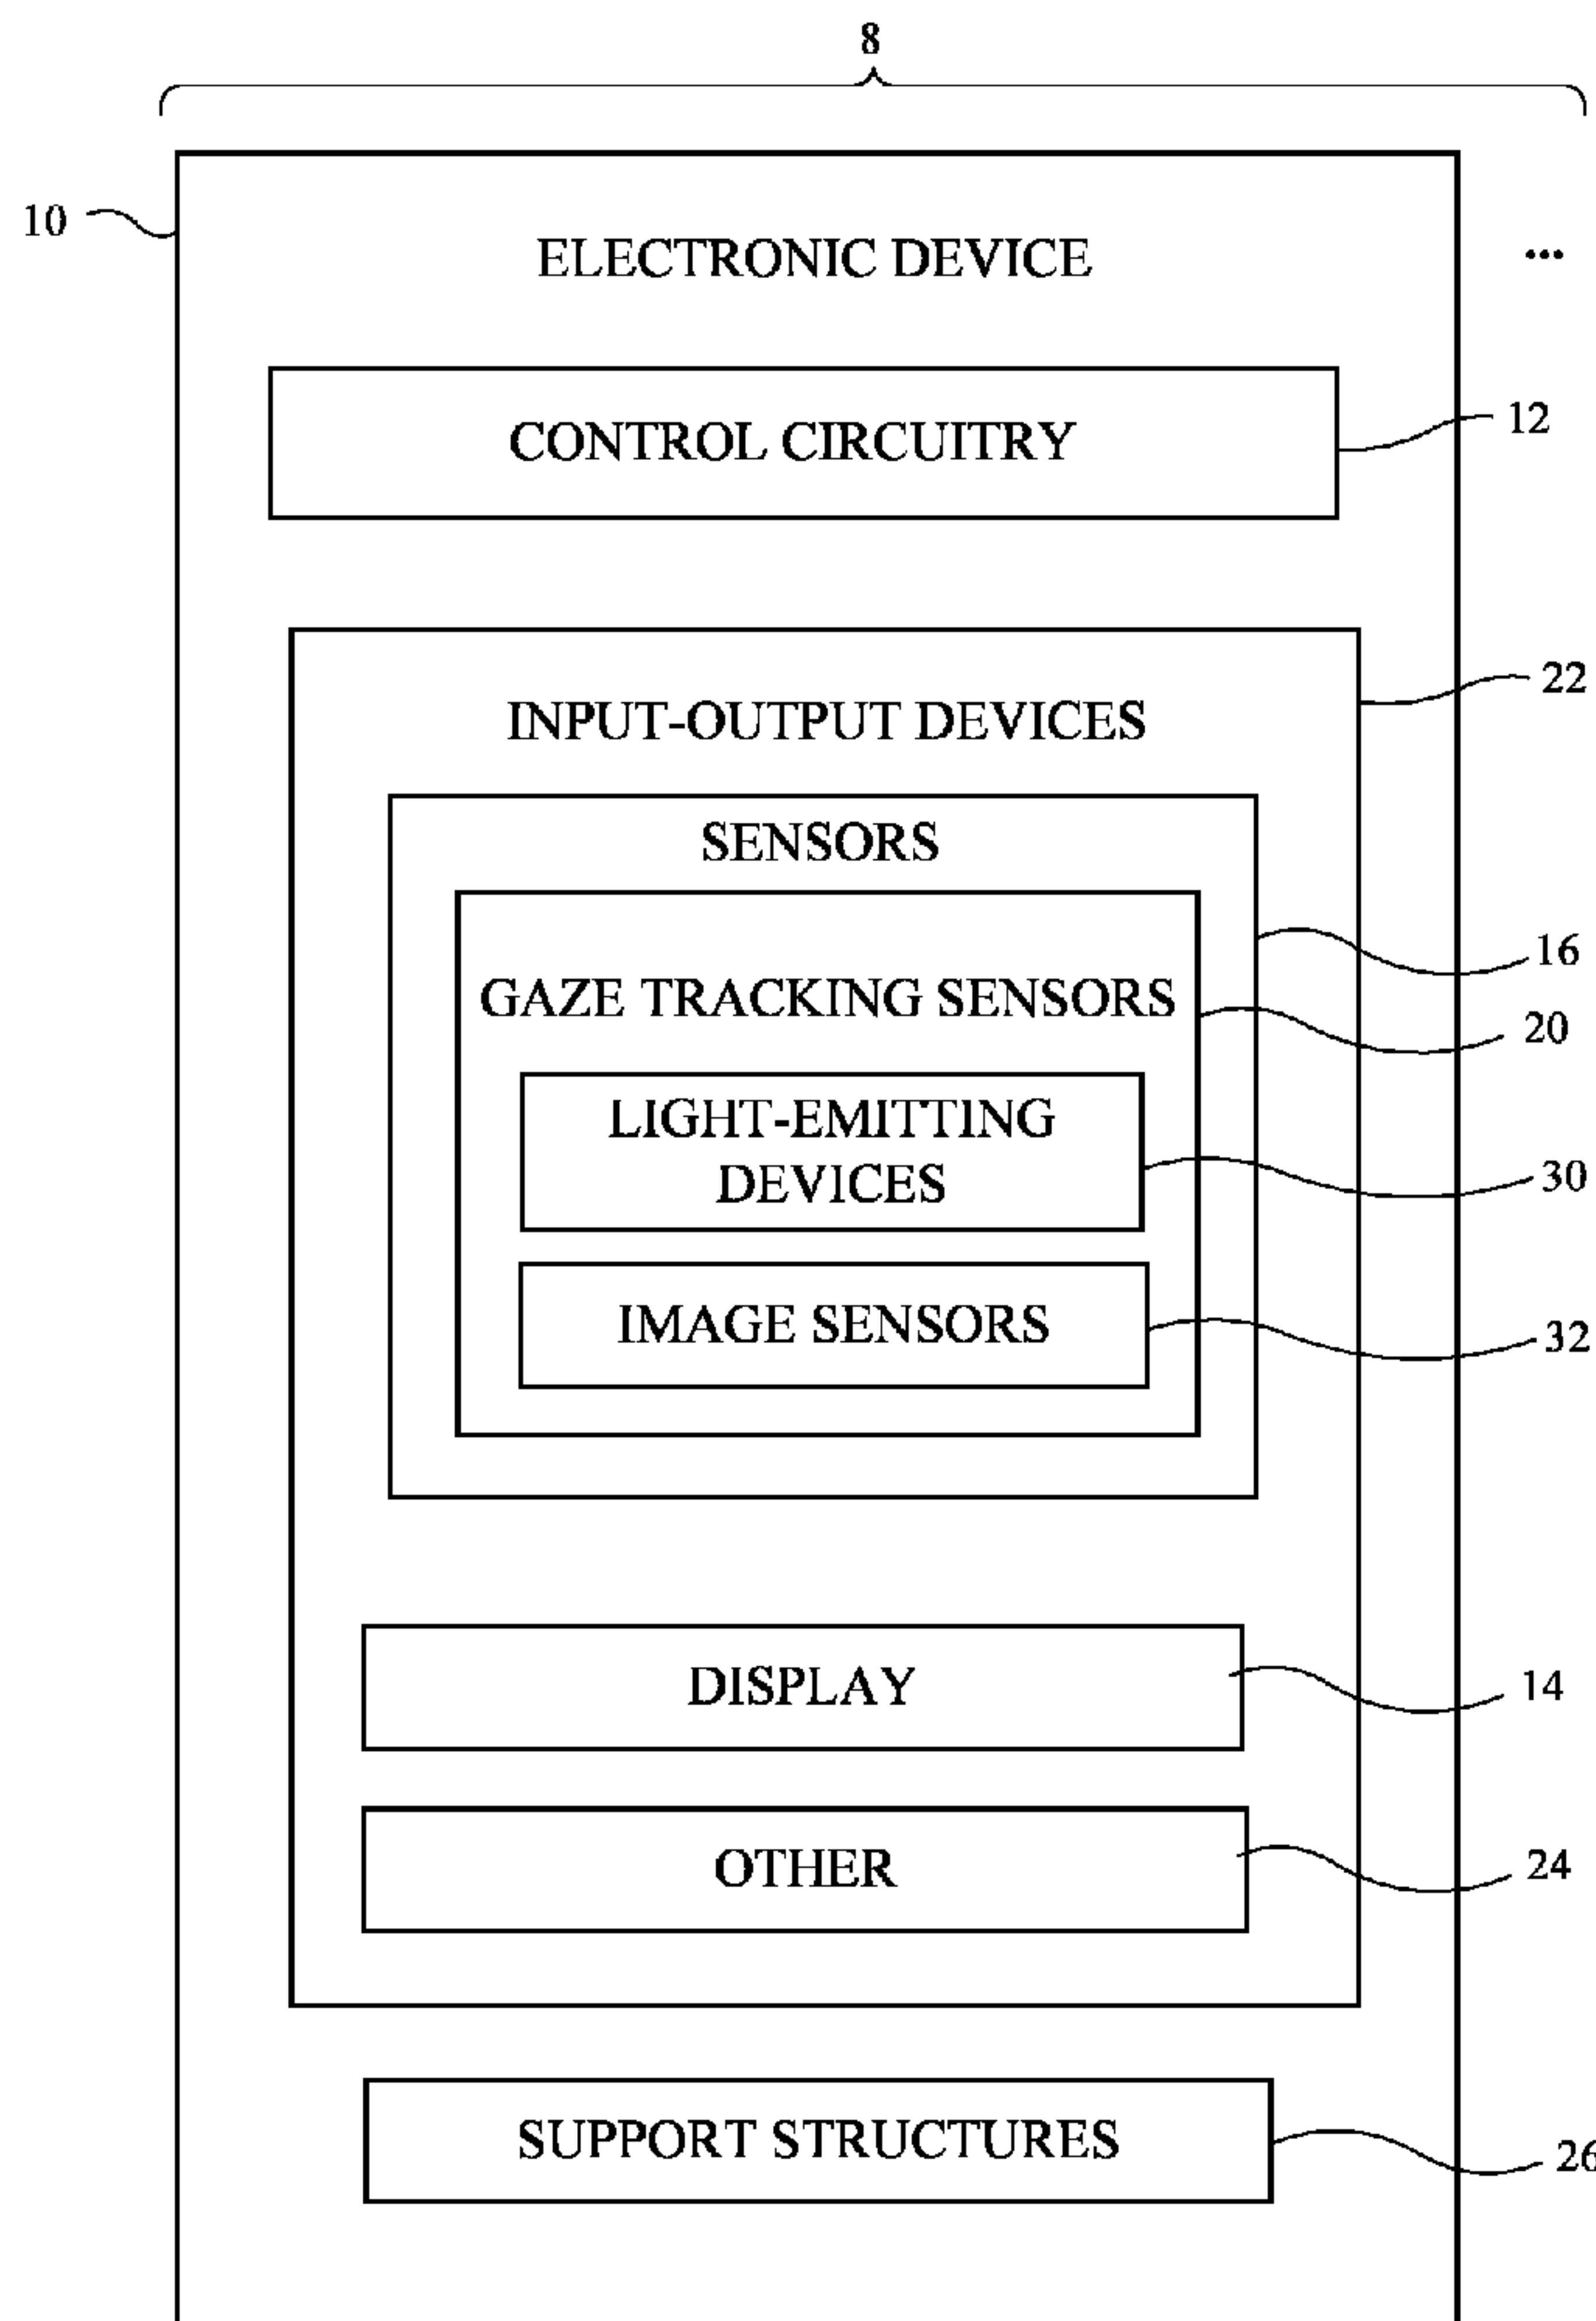 8
10
ELECTRONIC DEVICE ...
CONTROL CIRCUITRY
12
INPUT-OUTPUT DEVICES
22
SENSORS
16
GAZE TRACKING SENSORS
20
LIGHT-EMITTING
DEVICES
30
IMAGE SENSORS
32
DISPLAY
14
OTHER
24
SUPPORT STRUCTURES
26